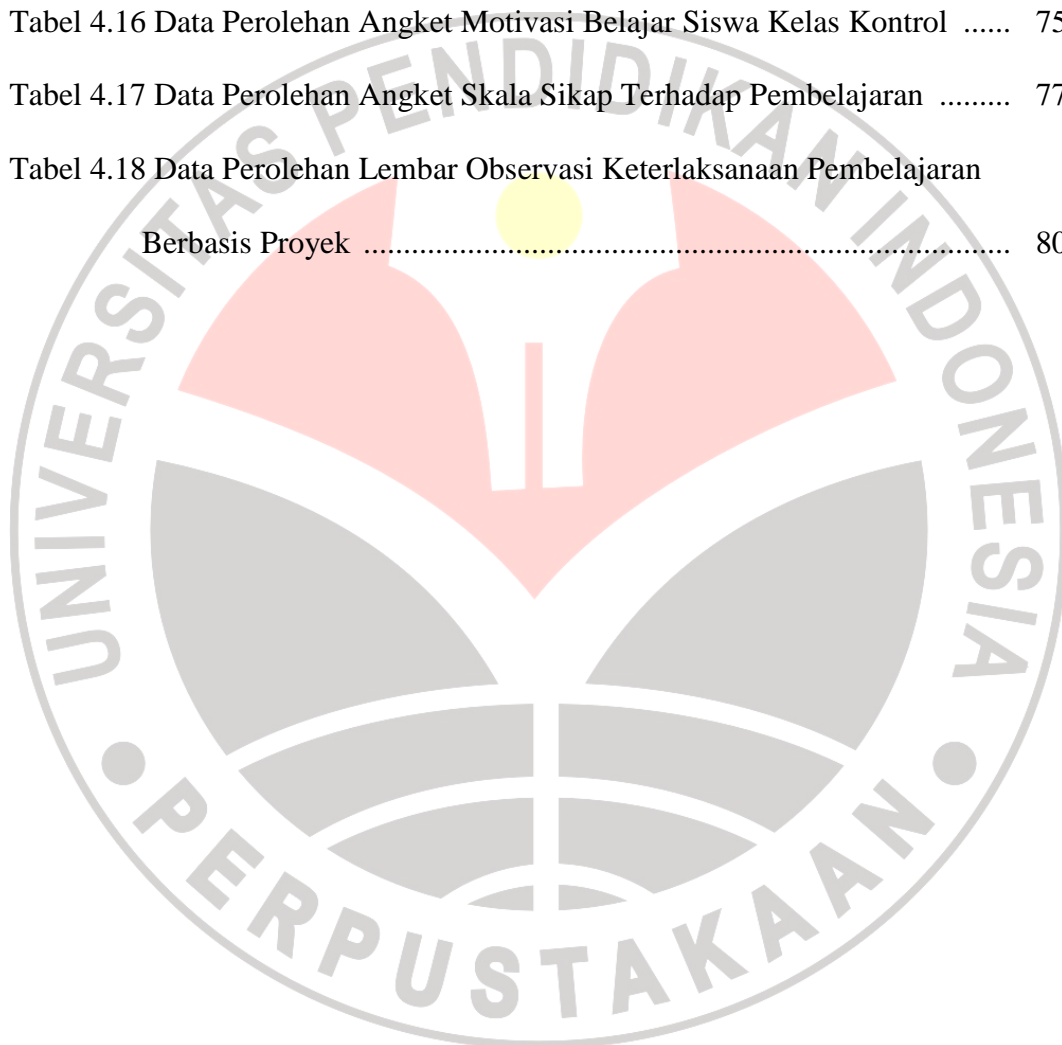 Tabel 4.16 Data Perolehan Angket Motivasi Belajar Siswa Kelas Kontrol ...... 75
Tabel 4.17 Data Perolehan Angket Skala Sikap Terhadap Pembelajaran ......... 77
Tabel 4.18 Data Perolehan Lembar Observasi Keterlaksanaan Pembelajaran
Berbasis Proyek .......................................................................... 80
UNIVERSITAS PENDIDIKAN INDONESIA
PERPUSTAKAAN